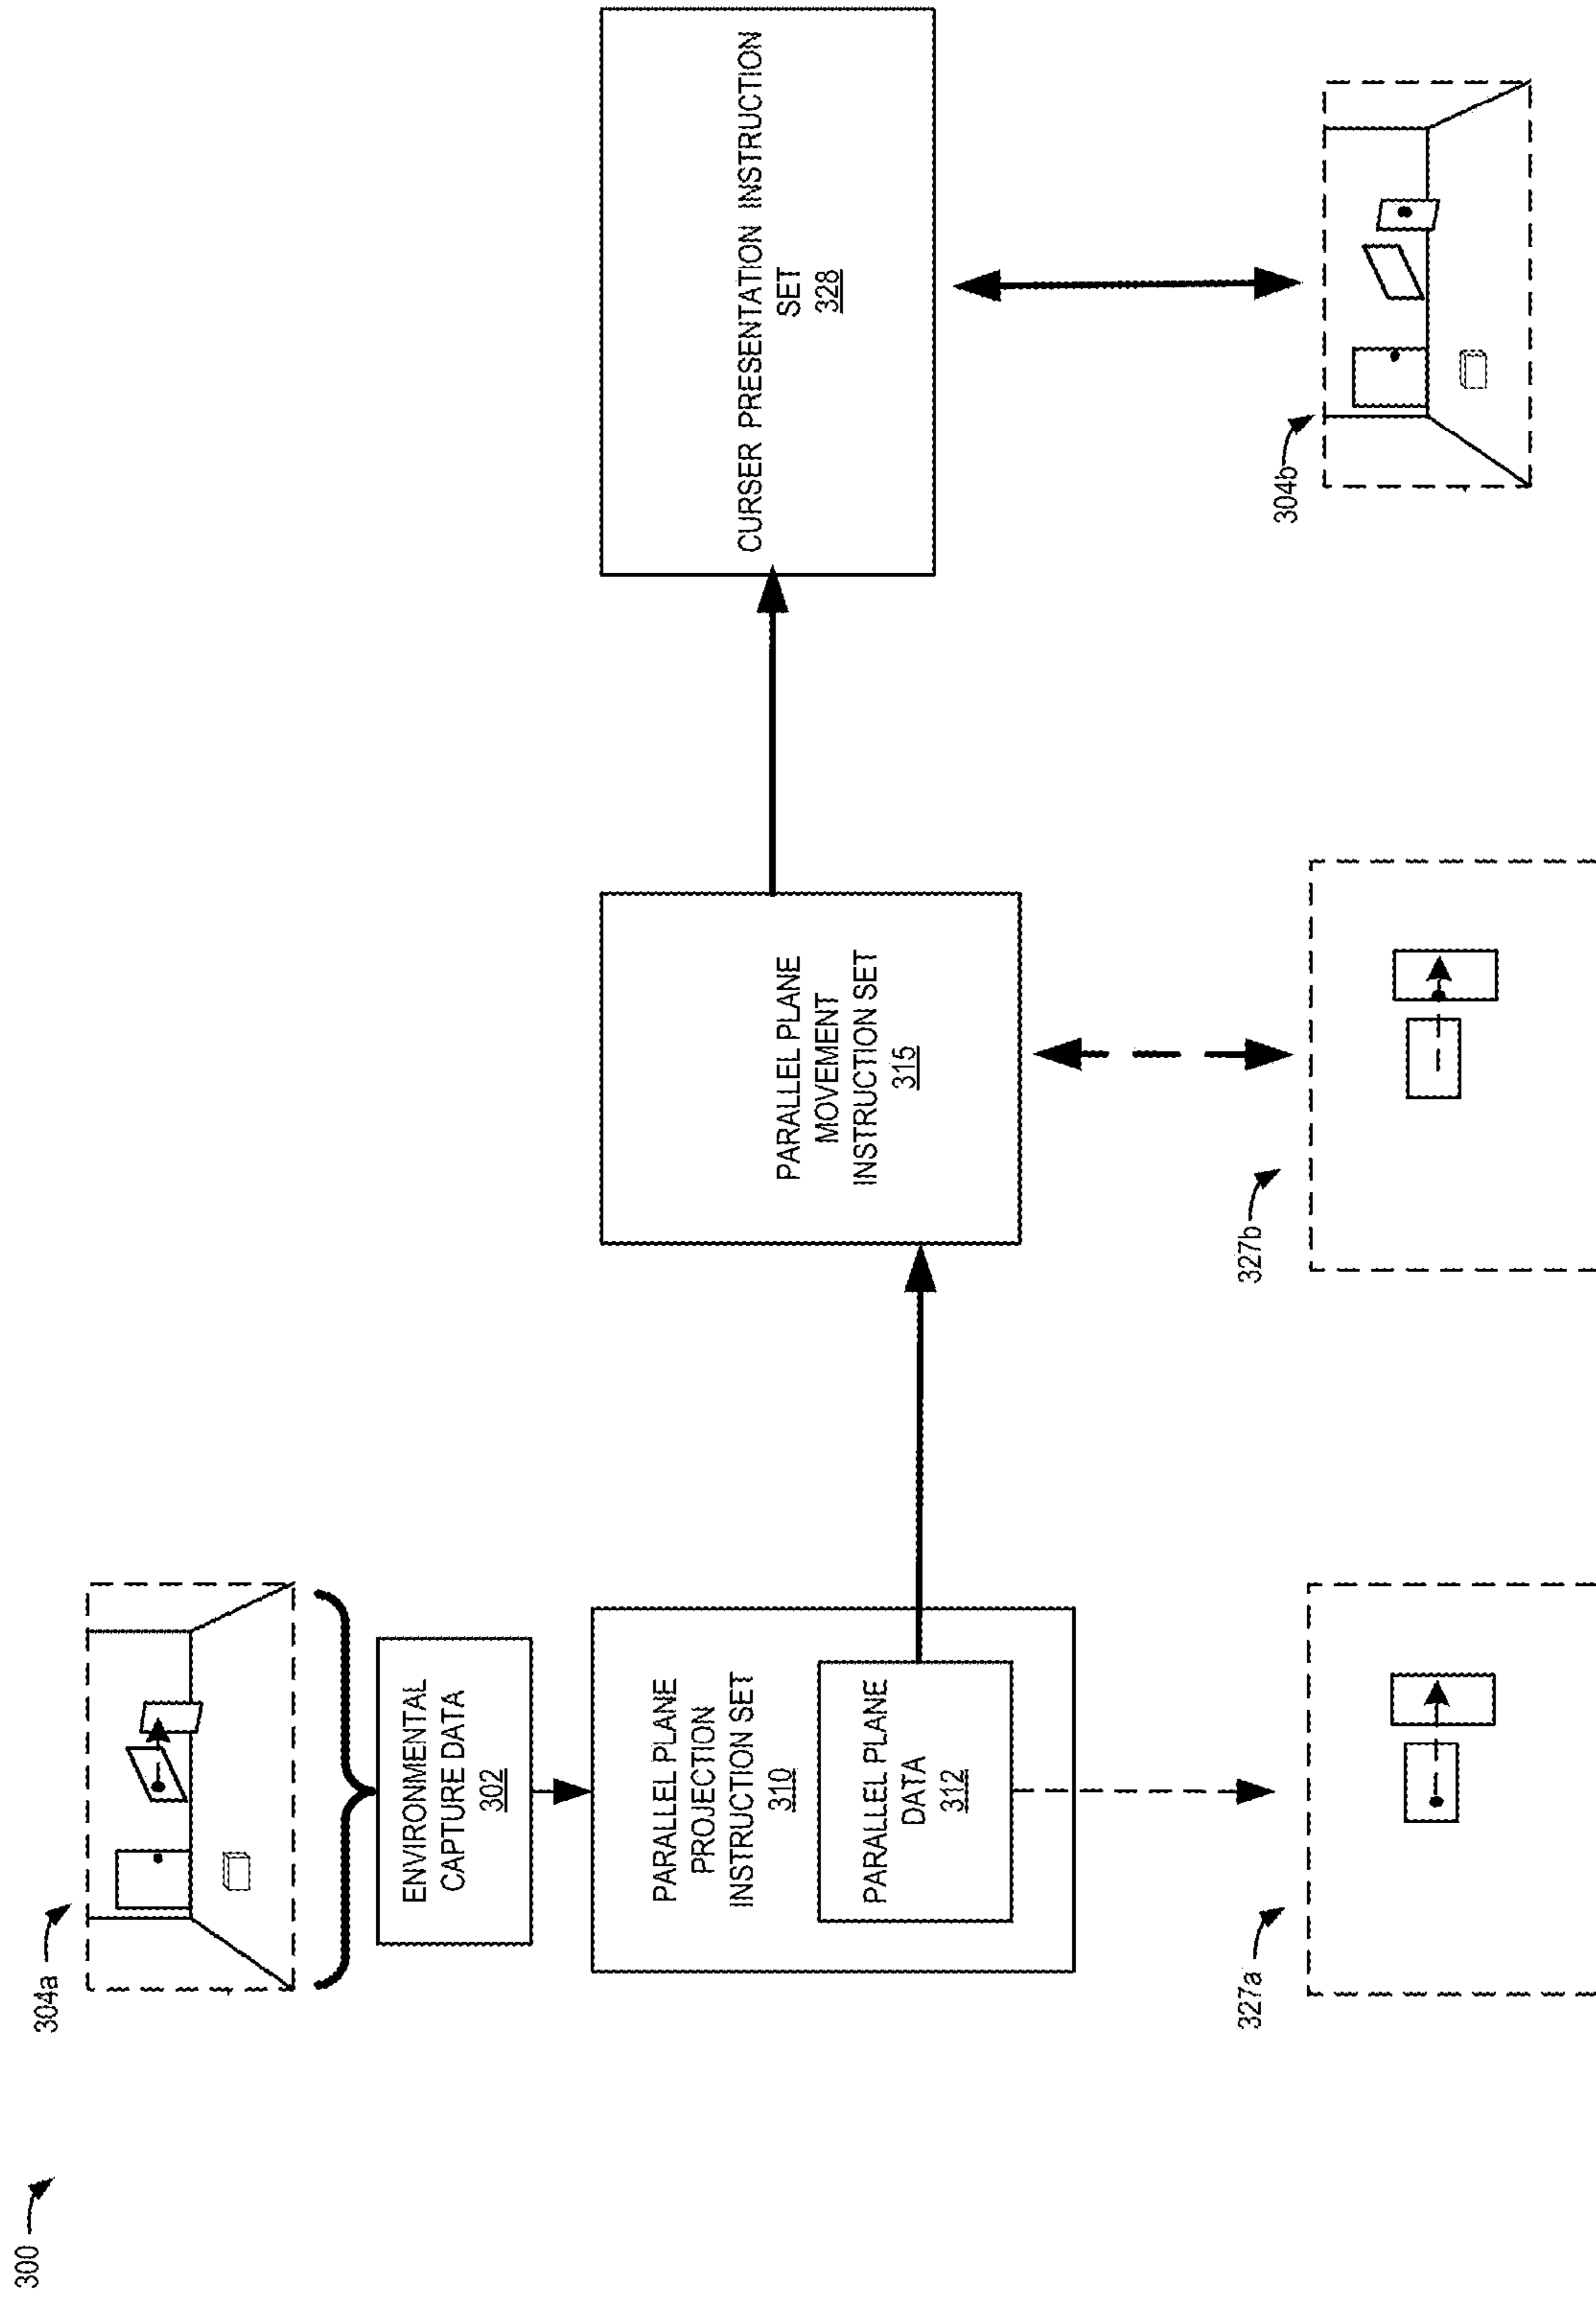 300
304a
ENVIRONMENTAL
CAPTURE DATA
302
PARALLEL PLANE
PROJECTION
INSTRUCTION SET
310
PARALLEL PLANE
DATA
312
327a
PARALLEL PLANE
MOVEMENT
INSTRUCTION SET
315
327b
CURSER PRESENTATION INSTRUCTION
SET
328
304b